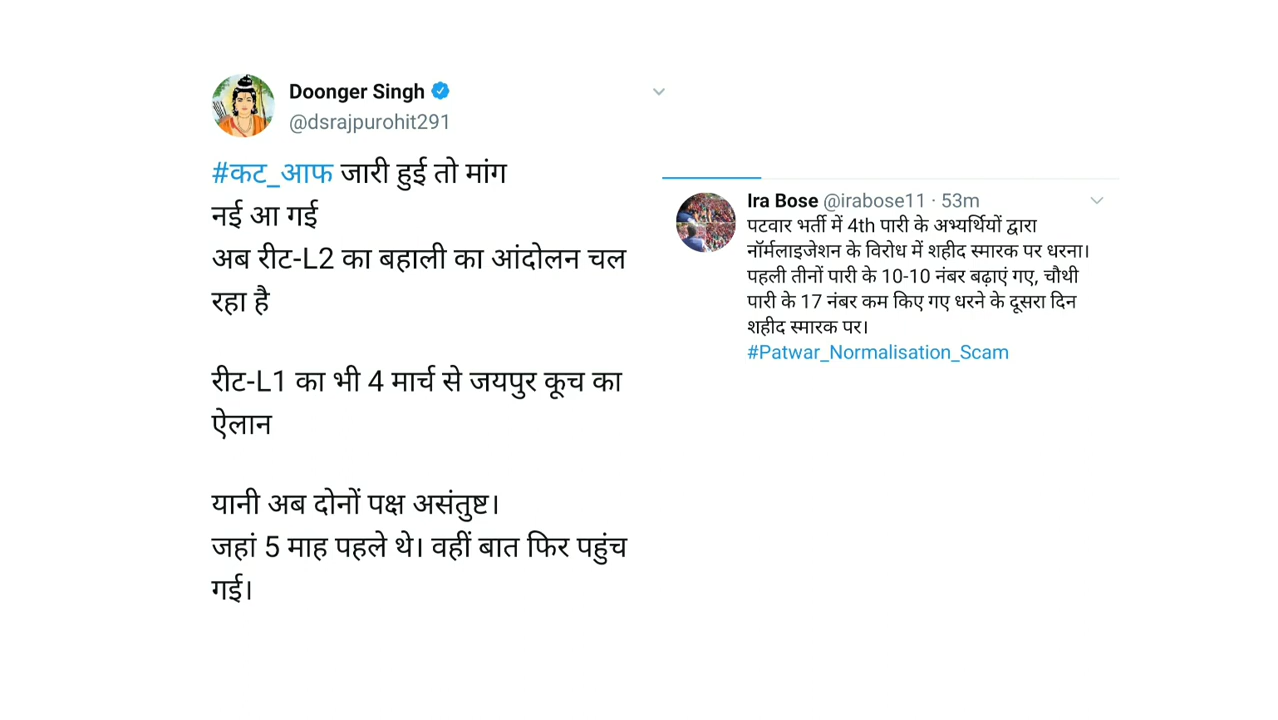 Doonger Singh
@dsrajpurohit291
#कट_आफ जारी हुई तो मांग
नई आ गई
अब रीट-L2 का बहाली का आंदोलन चल
रहा है
रीट-L1 का भी 4 मार्च से जयपुर कूच का
ऐलान
यानी अब दोनों पक्ष असंतुष्ट।
जहां 5 माह पहले थे। वहीं बात फिर पहुंच
गई।
Ira Bose @irabose11 · 53m
पटवार भर्ती में 4th पारी के अभ्यर्थियों द्वारा
नॉर्मलाइजेशन के विरोध में शहीद स्मारक पर धरना।
पहली तीनों पारी के 10-10 नंबर बढ़ाएं गए, चौथी
पारी के 17 नंबर कम किए गए धरने के दूसरा दिन
शहीद स्मारक पर।
#Patwar_Normalisation_Scam